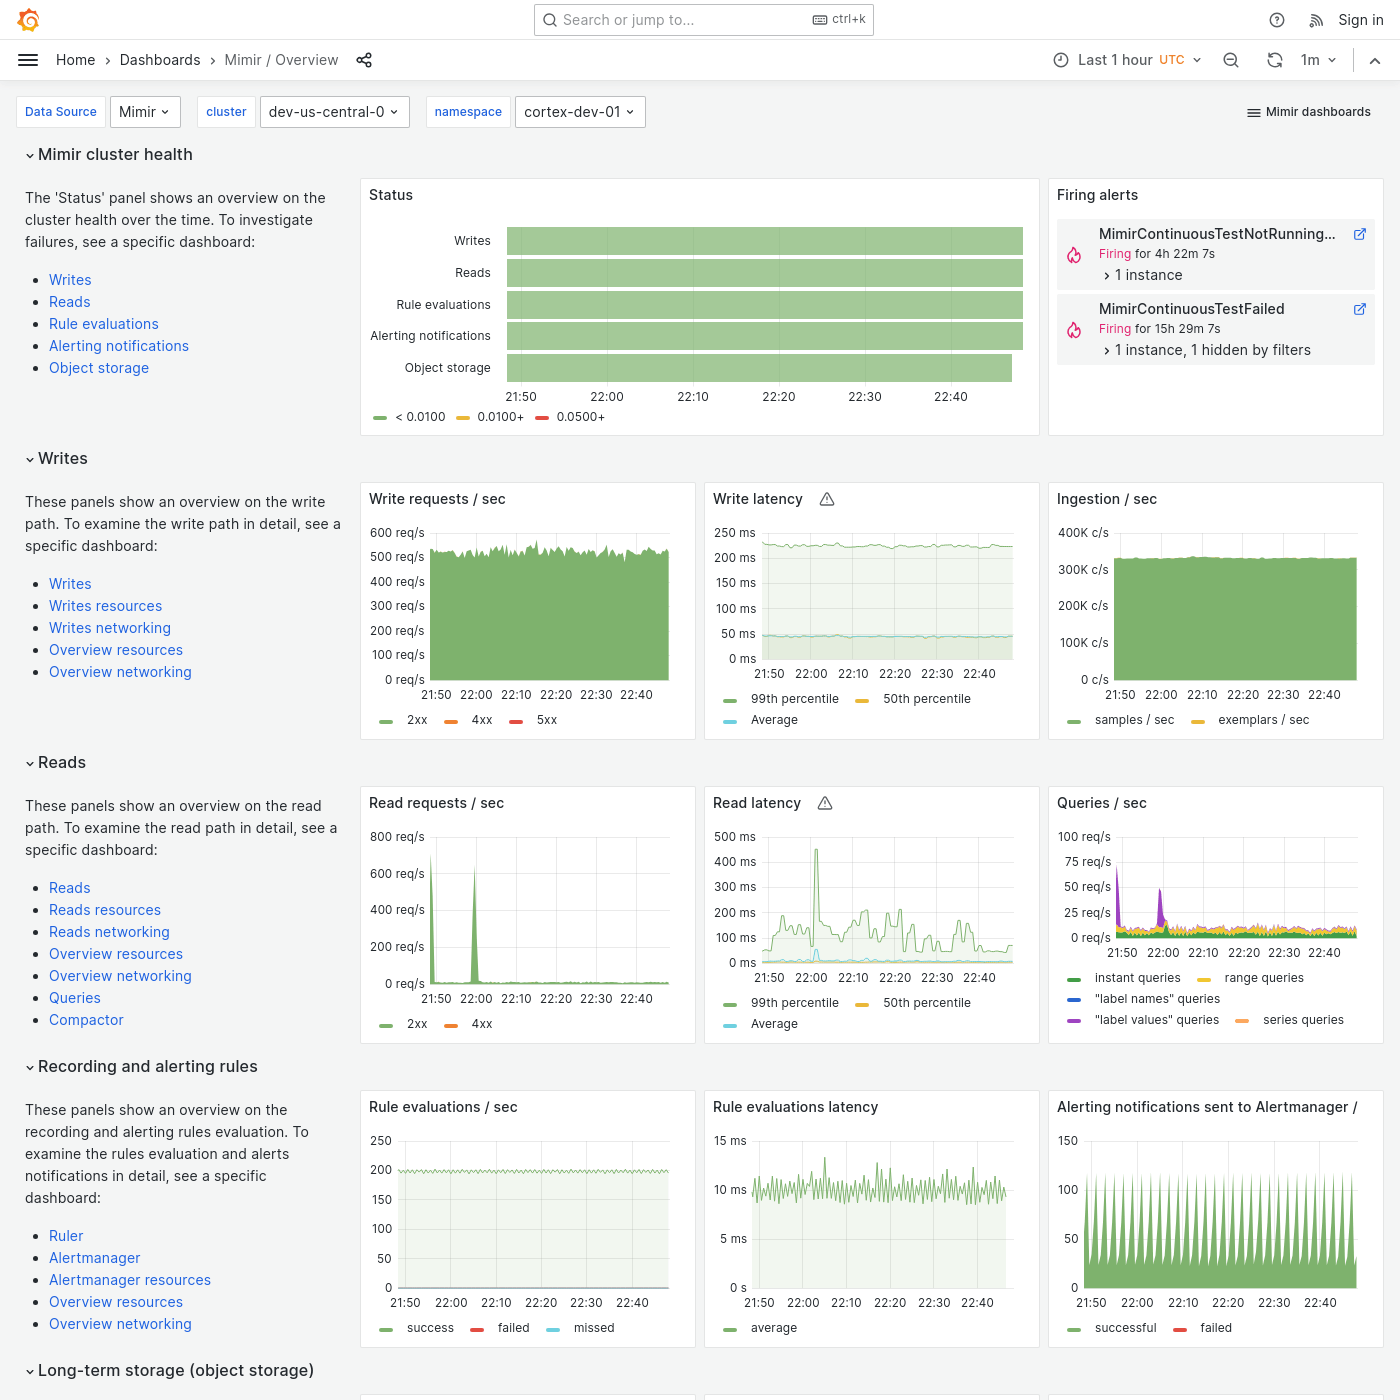 Search or jump to...
ctrl+k
Sign in
Home
Dashboards
Mimir / Overview
Last 1 hour UTC
1m
Data Source
Mimir
cluster
dev-us-central-0
namespace
cortex-dev-01
Mimir dashboards
Mimir cluster health
The 'Status' panel shows an overview on the
cluster health over the time. To investigate
failures, see a specific dashboard:
Writes
Reads
Rule evaluations
Alerting notifications
Object storage
Status
Writes
Reads
Rule evaluations
Alerting notifications
Object storage
21:50 22:00 22:10 22:20 22:30 22:40
< 0.0100 0.0100+ 0.0500+
Firing alerts
MimirContinuousTestNotRunning...
Firing for 4h 22m 7s
1 instance
MimirContinuousTestFailed
Firing for 15h 29m 7s
1 instance, 1 hidden by filters
Writes
These panels show an overview on the write
path. To examine the write path in detail, see a
specific dashboard:
Writes
Writes resources
Writes networking
Overview resources
Overview networking
Write requests / sec
600 req/s
500 req/s
400 req/s
300 req/s
200 req/s
100 req/s
0 req/s
21:50 22:00 22:10 22:20 22:30 22:40
2xx 4xx 5xx
Write latency
250 ms
200 ms
150 ms
100 ms
50 ms
0 ms
21:50 22:00 22:10 22:20 22:30 22:40
99th percentile 50th percentile
Average
Ingestion / sec
400K c/s
300K c/s
200K c/s
100K c/s
0 c/s
21:50 22:00 22:10 22:20 22:30 22:40
samples / sec exemplars / sec
Reads
These panels show an overview on the read
path. To examine the read path in detail, see a
specific dashboard:
Reads
Reads resources
Reads networking
Overview resources
Overview networking
Queries
Compactor
Read requests / sec
800 req/s
600 req/s
400 req/s
200 req/s
0 req/s
21:50 22:00 22:10 22:20 22:30 22:40
2xx 4xx
Read latency
500 ms
400 ms
300 ms
200 ms
100 ms
0 ms
21:50 22:00 22:10 22:20 22:30 22:40
99th percentile 50th percentile
Average
Queries / sec
100 req/s
75 req/s
50 req/s
25 req/s
0 req/s
21:50 22:00 22:10 22:20 22:30 22:40
instant queries range queries
"label names" queries
"label values" queries series queries
Recording and alerting rules
These panels show an overview on the
recording and alerting rules evaluation. To
examine the rules evaluation and alerts
notifications in detail, see a specific
dashboard:
Ruler
Alertmanager
Alertmanager resources
Overview resources
Overview networking
Rule evaluations / sec
250
200
150
100
50
0
21:50 22:00 22:10 22:20 22:30 22:40
success failed missed
Rule evaluations latency
15 ms
10 ms
5 ms
0 s
21:50 22:00 22:10 22:20 22:30 22:40
average
Alerting notifications sent to Alertmanager /
150
100
50
0
21:50 22:00 22:10 22:20 22:30 22:40
successful failed
Long-term storage (object storage)